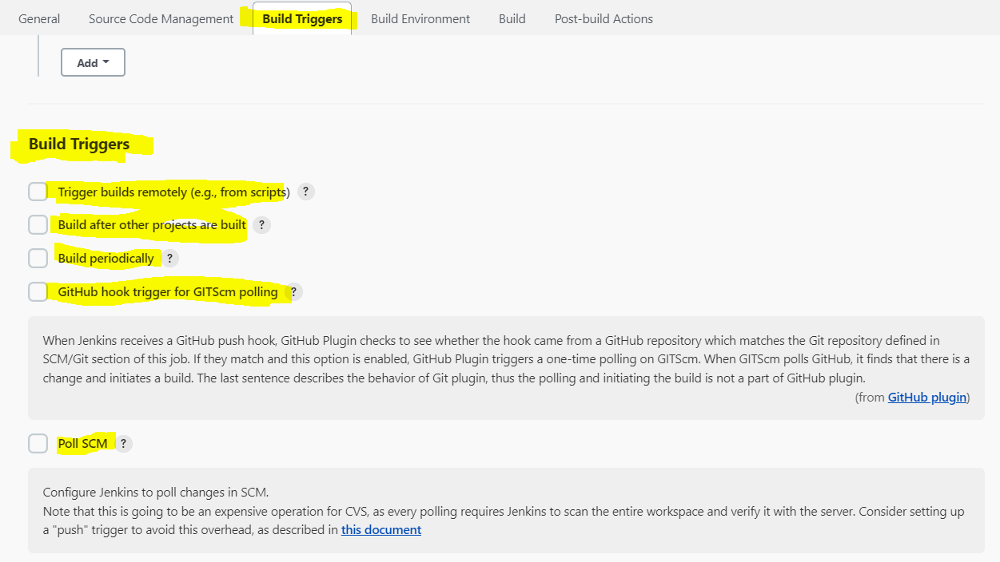 General Source Code Management Build Triggers Build Environment Build Post-build Actions
Add
Build Triggers
Trigger builds remotely (e.g., from scripts) ?
Build after other projects are built ?
Build periodically ?
GitHub hook trigger for GITScm polling ?
When Jenkins receives a GitHub push hook, GitHub Plugin checks to see whether the hook came from a GitHub repository which matches the Git repository defined in
SCM/Git section of this job. If they match and this option is enabled, GitHub Plugin triggers a one-time polling on GITScm. When GITScm polls GitHub, it finds that there is a
change and initiates a build. The last sentence describes the behavior of Git plugin, thus the polling and initiating the build is not a part of GitHub plugin.
(from GitHub plugin)
Poll SCM ?
Configure Jenkins to poll changes in SCM.
Note that this is going to be an expensive operation for CVS, as every polling requires Jenkins to scan the entire workspace and verify it with the server. Consider setting up
a "push" trigger to avoid this overhead, as described in this document